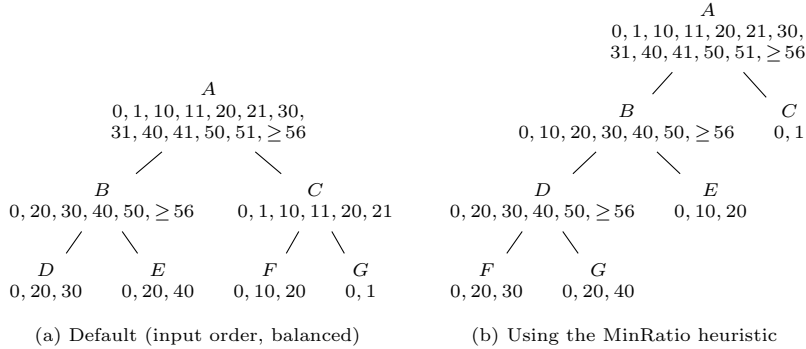 A
0, 1, 10, 11, 20, 21, 30,
31, 40, 41, 50, 51, ≥ 56
B
0, 20, 30, 40, 50, ≥ 56
C
0, 1, 10, 11, 20, 21
D
0, 20, 30
E
0, 20, 40
F
0, 10, 20
G
0, 1
(a) Default (input order, balanced)
A
0, 1, 10, 11, 20, 21, 30,
31, 40, 41, 50, 51, ≥ 56
B
0, 10, 20, 30, 40, 50, ≥ 56
C
0, 1
D
0, 20, 30, 40, 50, ≥ 56
E
0, 10, 20
F
0, 20, 30
G
0, 20, 40
(b) Using the MinRatio heuristic